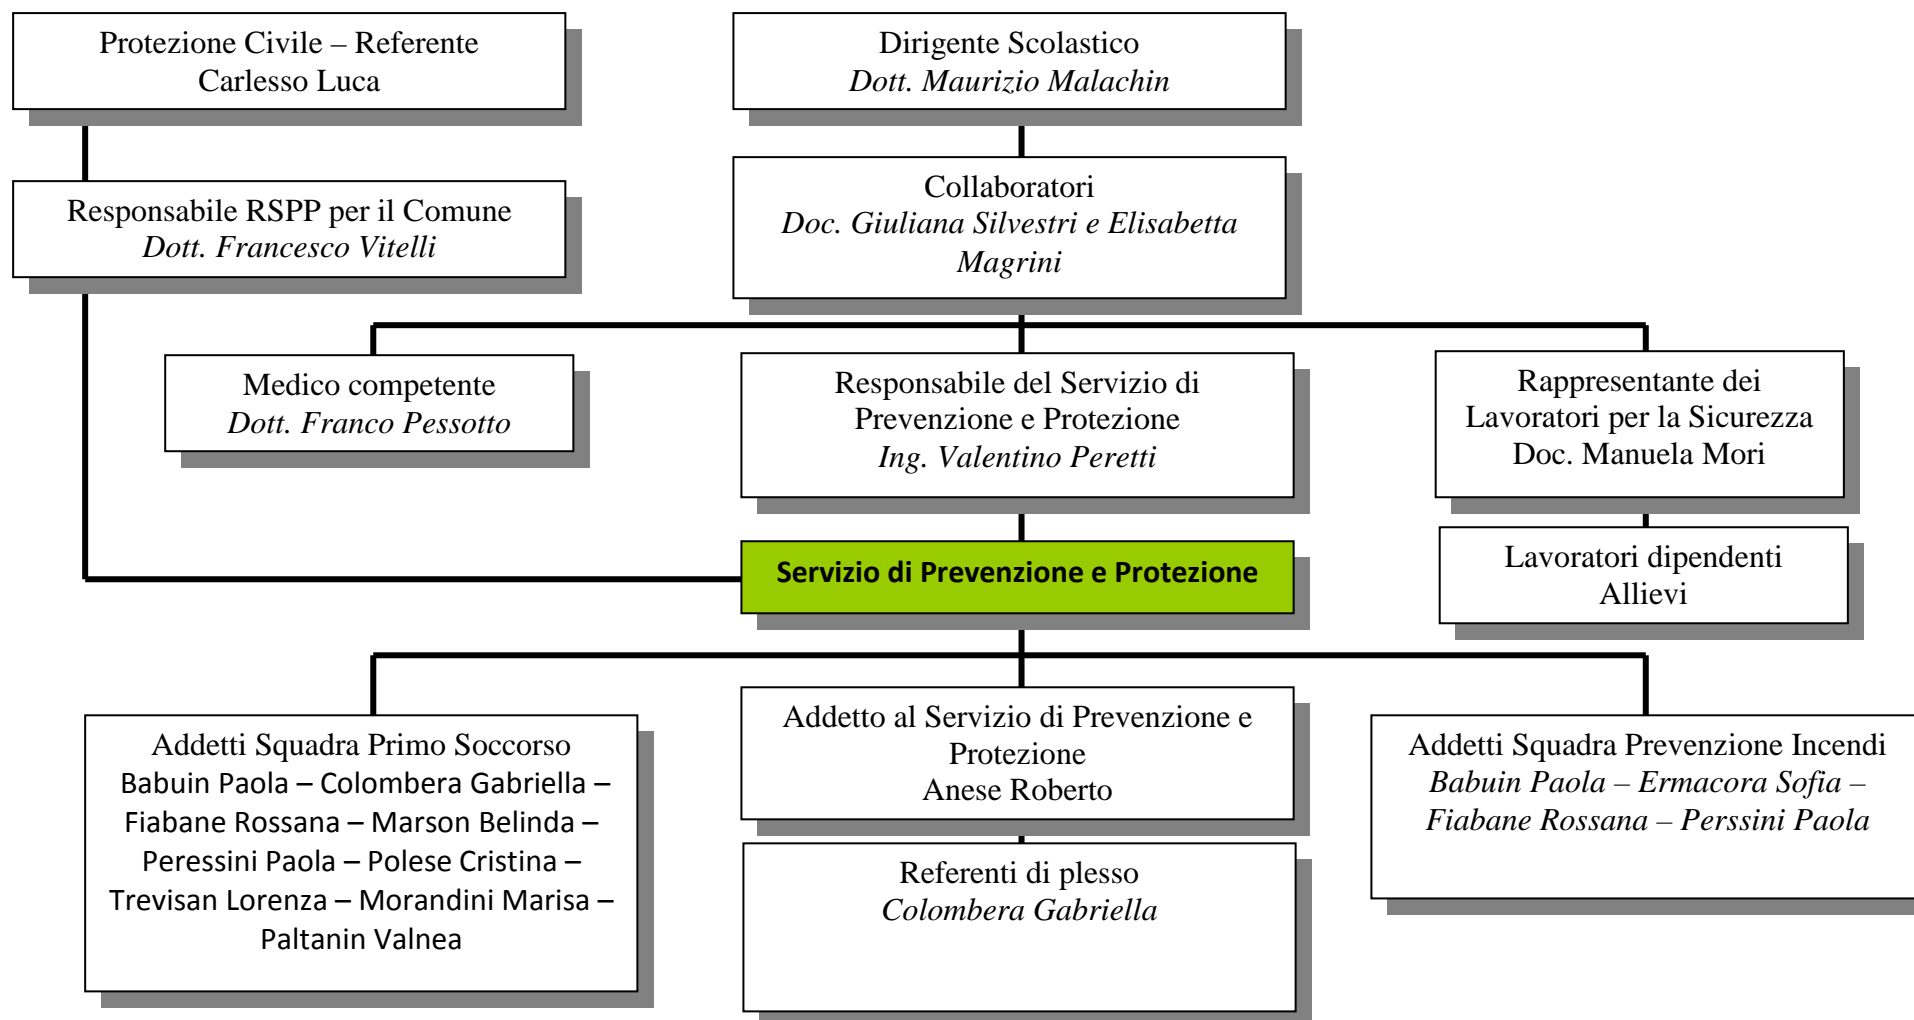 Protezione Civile – Referente
Carlesso Luca
Dirigente Scolastico
Dott. Maurizio Malachin
Responsabile RSPP per il Comune
Dott. Francesco Vitelli
Collaboratori
Doc. Giuliana Silvestri e Elisabetta
Magrini
Medico competente
Dott. Franco Pessotto
Responsabile del Servizio di
Prevenzione e Protezione
Ing. Valentino Peretti
Rappresentante dei
Lavoratori per la Sicurezza
Doc. Manuela Mori
Servizio di Prevenzione e Protezione
Lavoratori dipendenti
Allievi
Addetti Squadra Primo Soccorso
Babuin Paola – Colombera Gabriella –
Fiabane Rossana – Marson Belinda –
Peressini Paola – Polese Cristina –
Trevisan Lorenza – Morandini Marisa –
Paltanin Valnea
Addetto al Servizio di Prevenzione e
Protezione
Anese Roberto
Referenti di plesso
Colombera Gabriella
Addetti Squadra Prevenzione Incendi
Babuin Paola – Ermacora Sofia –
Fiabane Rossana – Perssini Paola